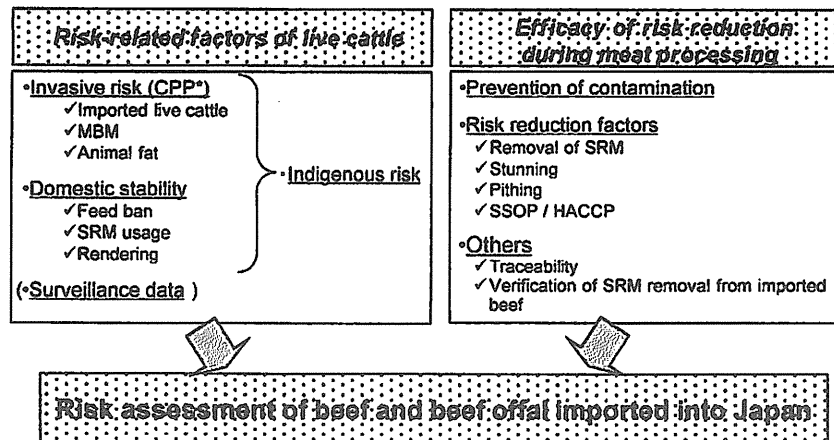 Risk-related factors of live cattle
•Invasive risk (CPP*)
✓Imported live cattle
✓MBM
✓Animal fat
•Indigenous risk
•Domestic stability
✓Feed ban
✓SRM usage
✓Rendering
(•Surveillance data )
Efficacy of risk reduction
during meat processing
•Prevention of contamination
•Risk reduction factors
✓Removal of SRM
✓Stunning
✓Pithing
✓SSOP / HACCP
•Others
✓Traceability
✓Verification of SRM removal from imported
beef
Risk assessment of beef and beef offal imported into Japan